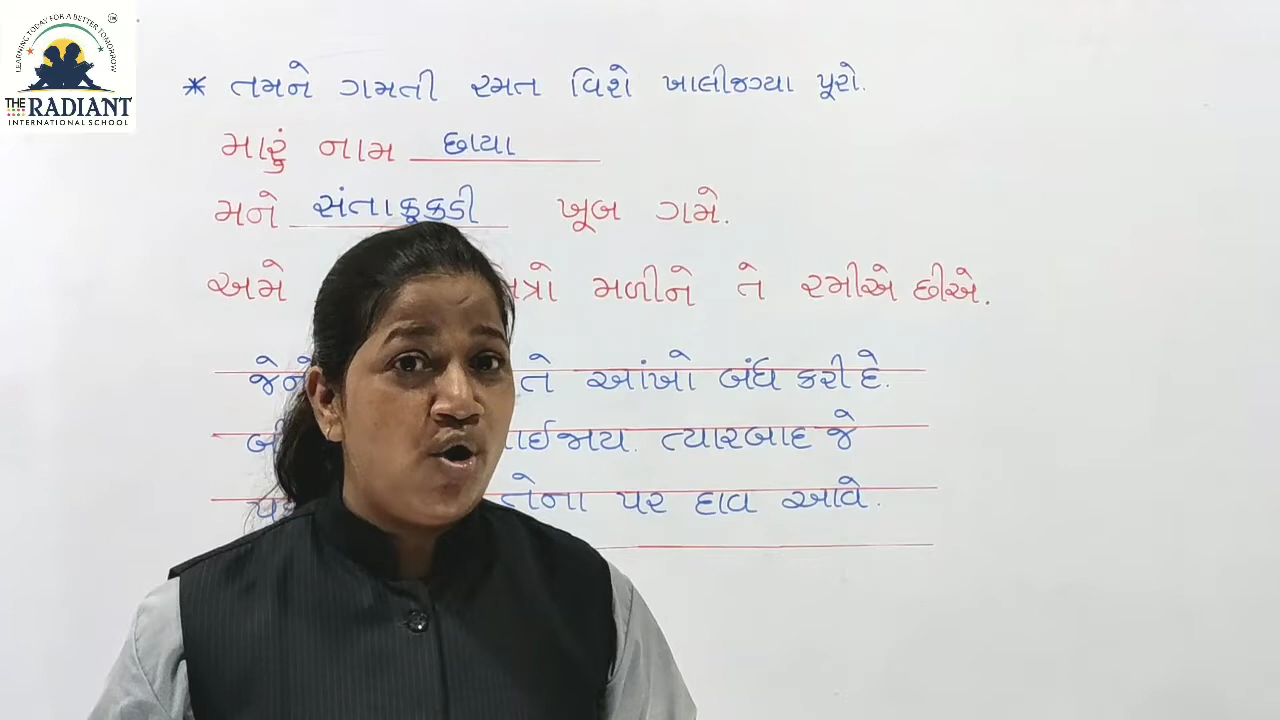 LEARNING TODAY FOR A BETTER TOMORROW
THE RADIANT
INTERNATIONAL SCHOOL
* તમને ગમતી રમત વિશે ખાલીજગ્યા પૂરો.
મારું નામ છાયા
મને સંતાકૂકડી ખૂબ ગમે.
અમે મળીને તે રમીએ છીએ.
તે આંખો બંધ કરી દે.
ત્યારબાદ જે
તેના પર દાવ આવે.